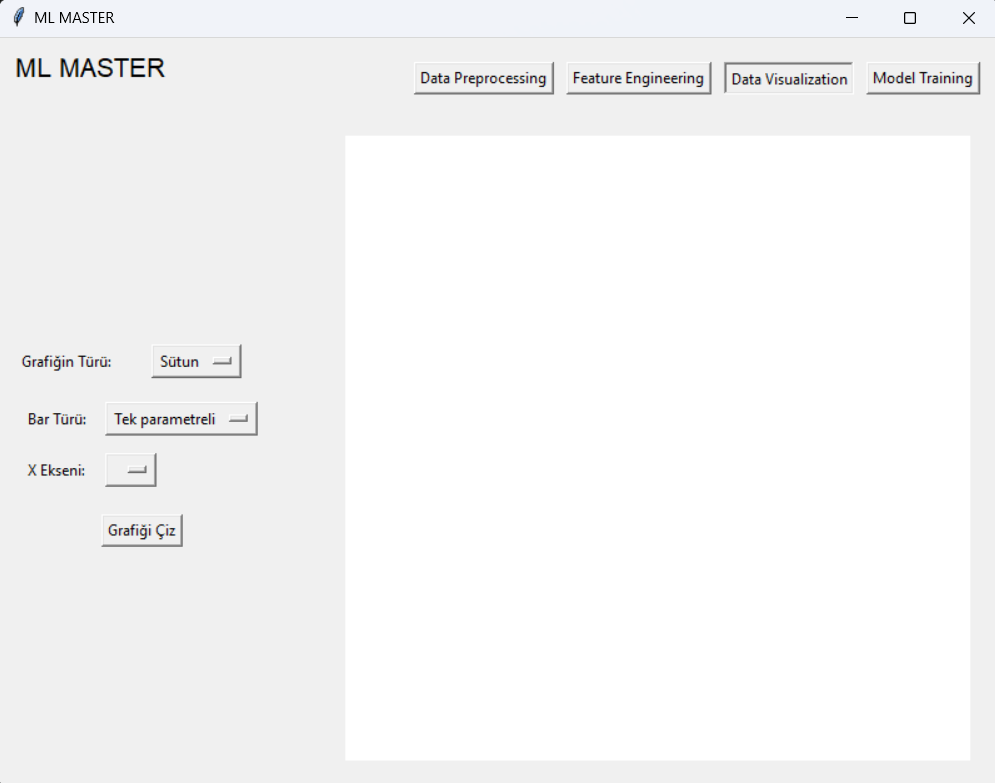 ML MASTER
ML MASTER
Data Preprocessing
Feature Engineering
Data Visualization
Model Training
Grafiğin Türü:
Sütun
Bar Türü:
Tek parametreli
X Ekseni:
Grafiği Çiz